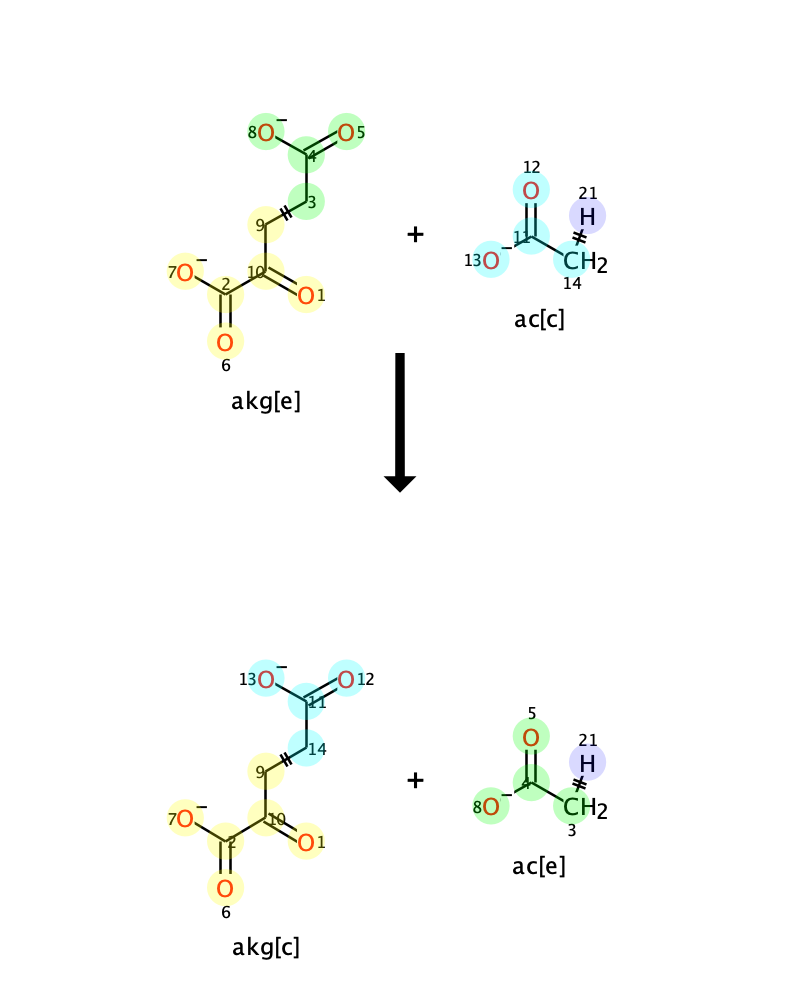 8O− O5
4
3
9
7O− 10
2 O1
O
6
akg[e]
+
12
O 21
H
11
13O− CH2
14
ac[c]
13O− O12
11
14
9
7O− 10
2 O1
O
6
akg[c]
+
5
O 21
H
4
8O− CH2
3
ac[e]